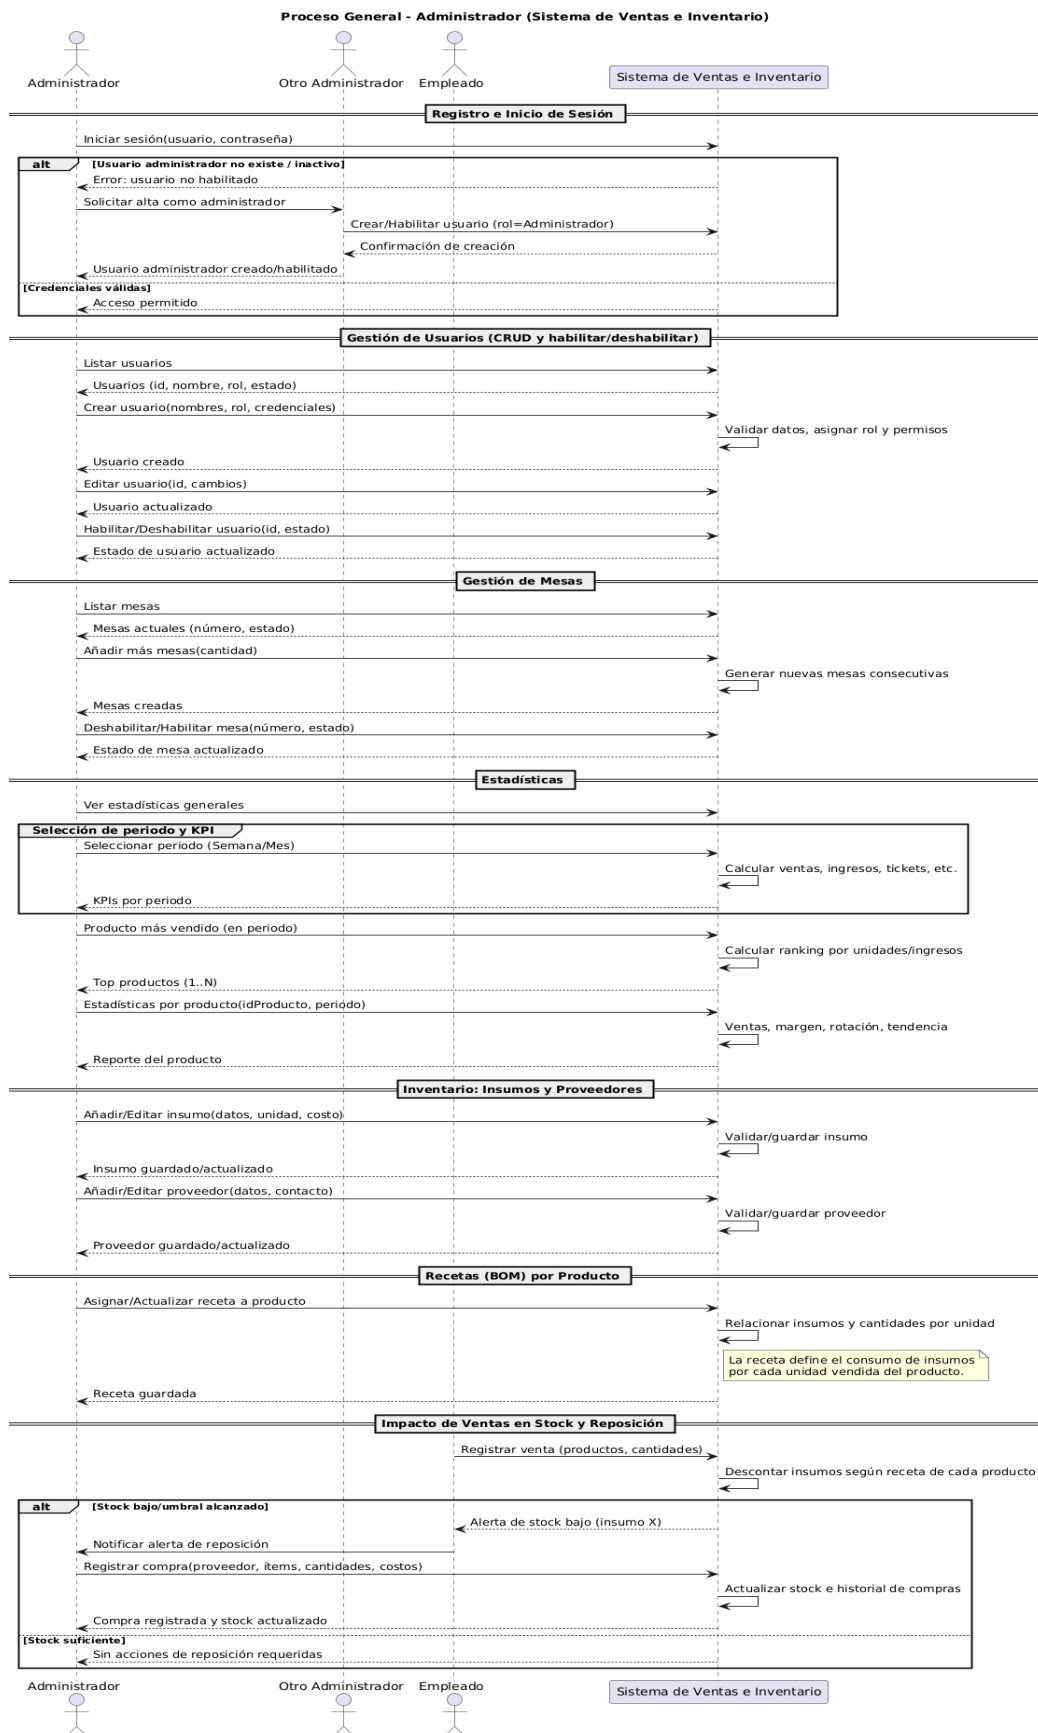 Proceso General - Administrador (Sistema de Ventas e Inventario)
Administrador
Otro Administrador
Empleado
Sistema de Ventas e Inventario
Registro e Inicio de Sesión
Iniciar sesión(usuario, contraseña)
alt
[Usuario administrador no existe / inactivo]
Error: usuario no habilitado
Solicitar alta como administrador
Crear/Habilitar usuario (rol=Administrador)
Confirmación de creación
Usuario administrador creado/habilitado
[Credenciales válidas]
Acceso permitido
Gestión de Usuarios (CRUD y habilitar/deshabilitar)
Listar usuarios
Usuarios (id, nombre, rol, estado)
Crear usuario(nombres, rol, credenciales)
Validar datos, asignar rol y permisos
Usuario creado
Editar usuario(id, cambios)
Usuario actualizado
Habilitar/Deshabilitar usuario(id, estado)
Estado de usuario actualizado
Gestión de Mesas
Listar mesas
Mesas actuales (número, estado)
Añadir más mesas(cantidad)
Generar nuevas mesas consecutivas
Mesas creadas
Deshabilitar/Habilitar mesa(número, estado)
Estado de mesa actualizado
Estadísticas
Ver estadísticas generales
Selección de periodo y KPI
Seleccionar periodo (Semana/Mes)
Calcular ventas, ingresos, tickets, etc.
KPIs por periodo
Producto más vendido (en periodo)
Calcular ranking por unidades/ingresos
Top productos (1..N)
Estadísticas por producto(idProducto, periodo)
Ventas, margen, rotación, tendencia
Reporte del producto
Inventario: Insumos y Proveedores
Añadir/Editar insumo(datos, unidad, costo)
Validar/guardar insumo
Insumo guardado/actualizado
Añadir/Editar proveedor(datos, contacto)
Validar/guardar proveedor
Proveedor guardado/actualizado
Recetas (BOM) por Producto
Asignar/Actualizar receta a producto
Relacionar insumos y cantidades por unidad
La receta define el consumo de insumos
por cada unidad vendida del producto.
Receta guardada
Impacto de Ventas en Stock y Reposición
Registrar venta (productos, cantidades)
Descontar insumos según receta de cada producto
alt
[Stock bajo/umbral alcanzado]
Alerta de stock bajo (insumo X)
Notificar alerta de reposición
Registrar compra(proveedor, ítems, cantidades, costos)
Actualizar stock e historial de compras
Compra registrada y stock actualizado
[Stock suficiente]
Sin acciones de reposición requeridas
Administrador
Otro Administrador
Empleado
Sistema de Ventas e Inventario